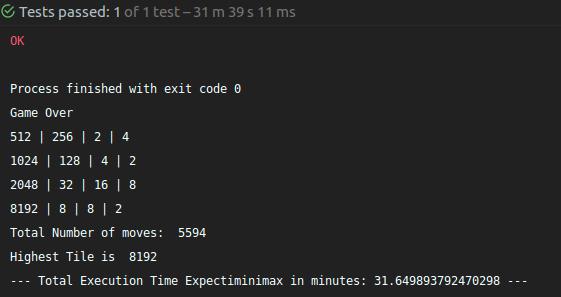 Tests passed: 1 of 1 test – 31 m 39 s 11 ms
OK
Process finished with exit code 0
Game Over
512 | 256 | 2 | 4
1024 | 128 | 4 | 2
2048 | 32 | 16 | 8
8192 | 8 | 8 | 2
Total Number of moves:  5594
Highest Tile is  8192
--- Total Execution Time Expectiminimax in minutes: 31.649893792470298 ---